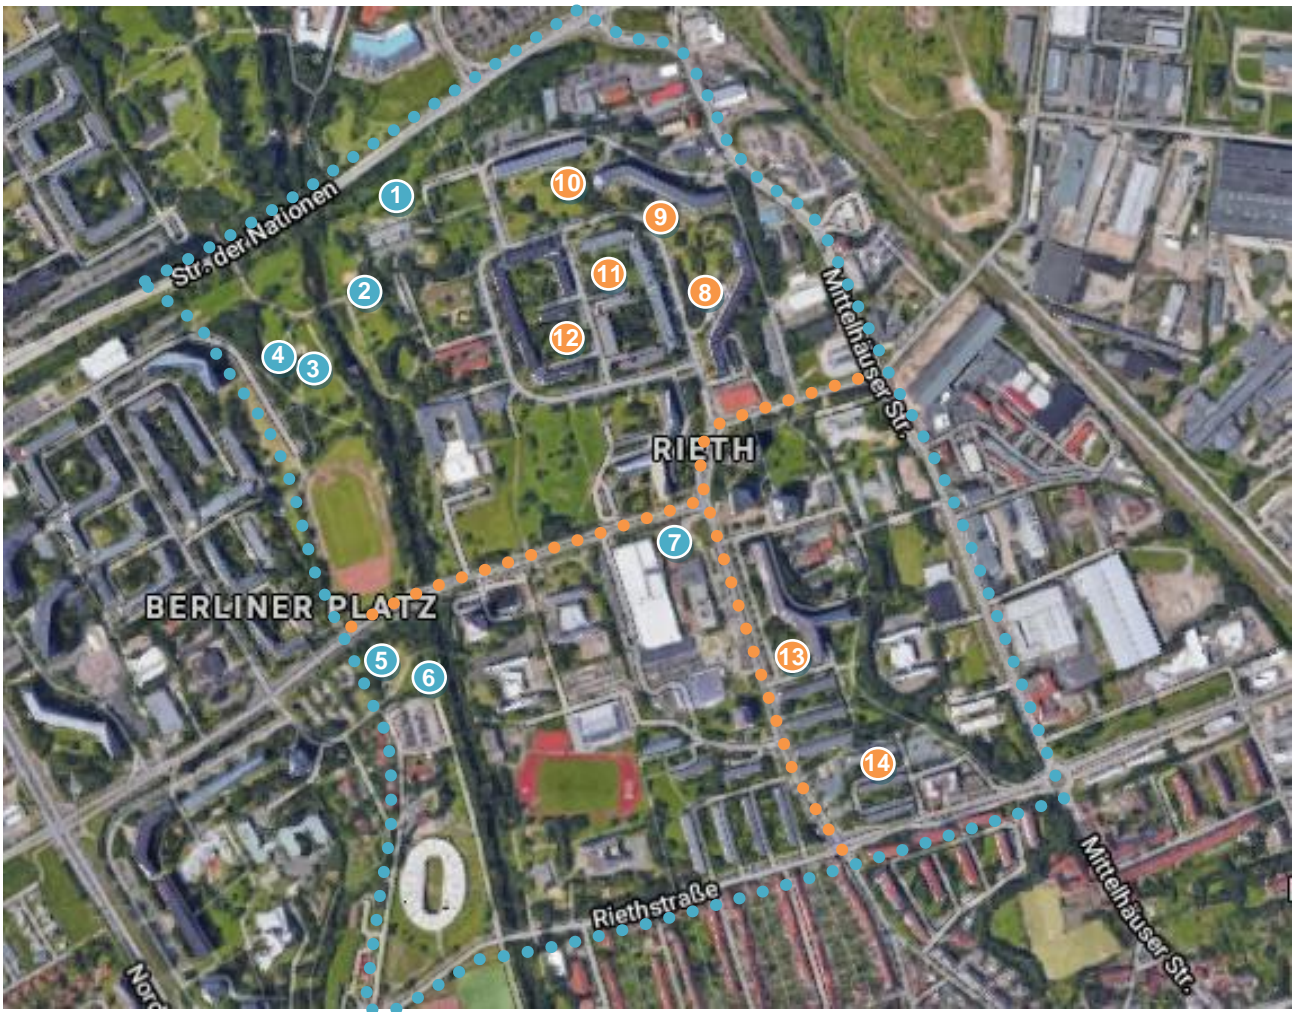 10
1
9
Str. der Nationen
11
2
8
Mittelhäuser Str.
12
4
3
RIETH
7
BERLINER PLATZ
5
13
6
14
Mittelhäuser Str.
Riethstraße
Nord